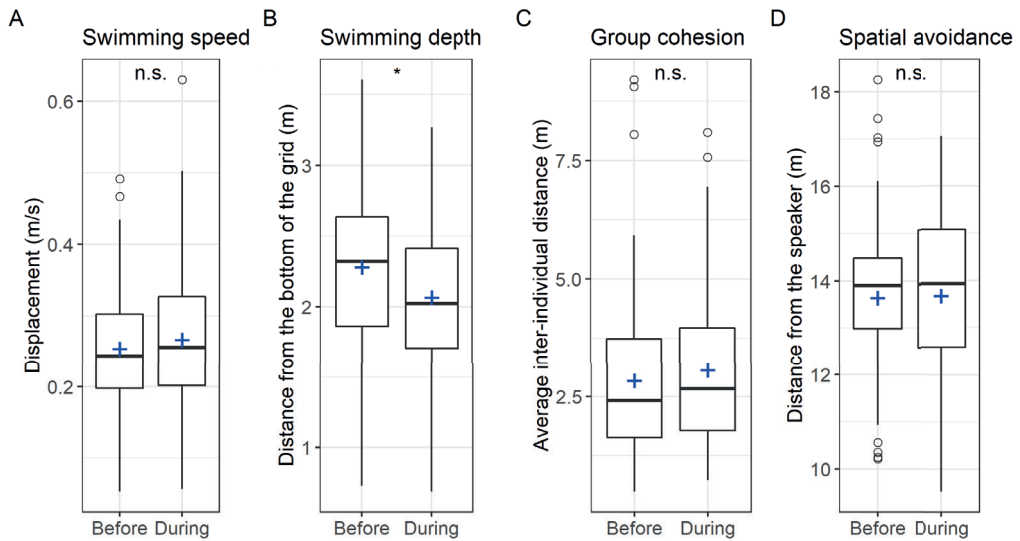 A
Swimming speed
n.s.
Displacement (m/s)
0.6
0.4
0.2
Before During
B
Swimming depth
*
Distance from the bottom of the grid (m)
3
2
1
Before During
C
Group cohesion
n.s.
Average inter-individual distance (m)
7.5
5.0
2.5
Before During
D
Spatial avoidance
n.s.
Distance from the speaker (m)
18
16
14
12
10
Before During